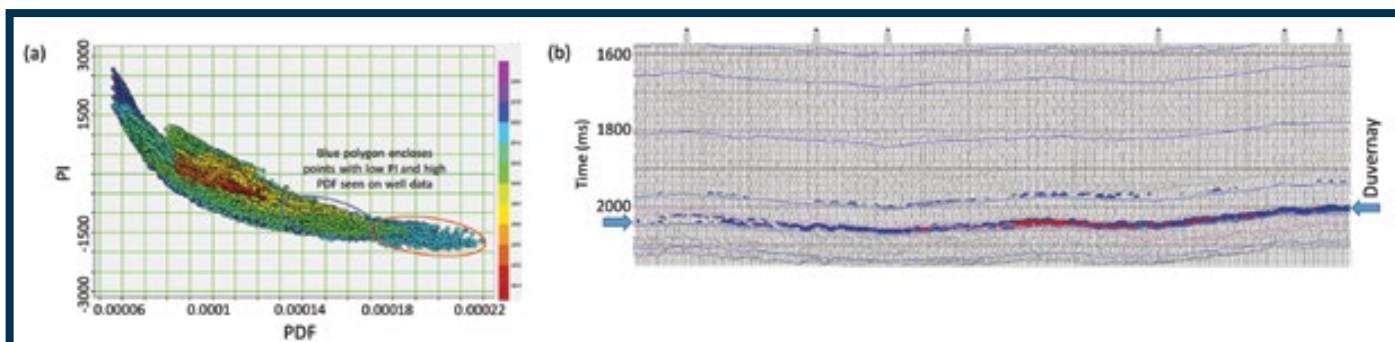 (a)
3000
1500
PI
-1500
-3000
Blue polygon encloses
points with low PI and high
PDF seen on well data
0.00006
0.0001
0.00014
0.00018
0.00022
PDF
(b)
1600
1800
Time (ms)
2000
Duvernay